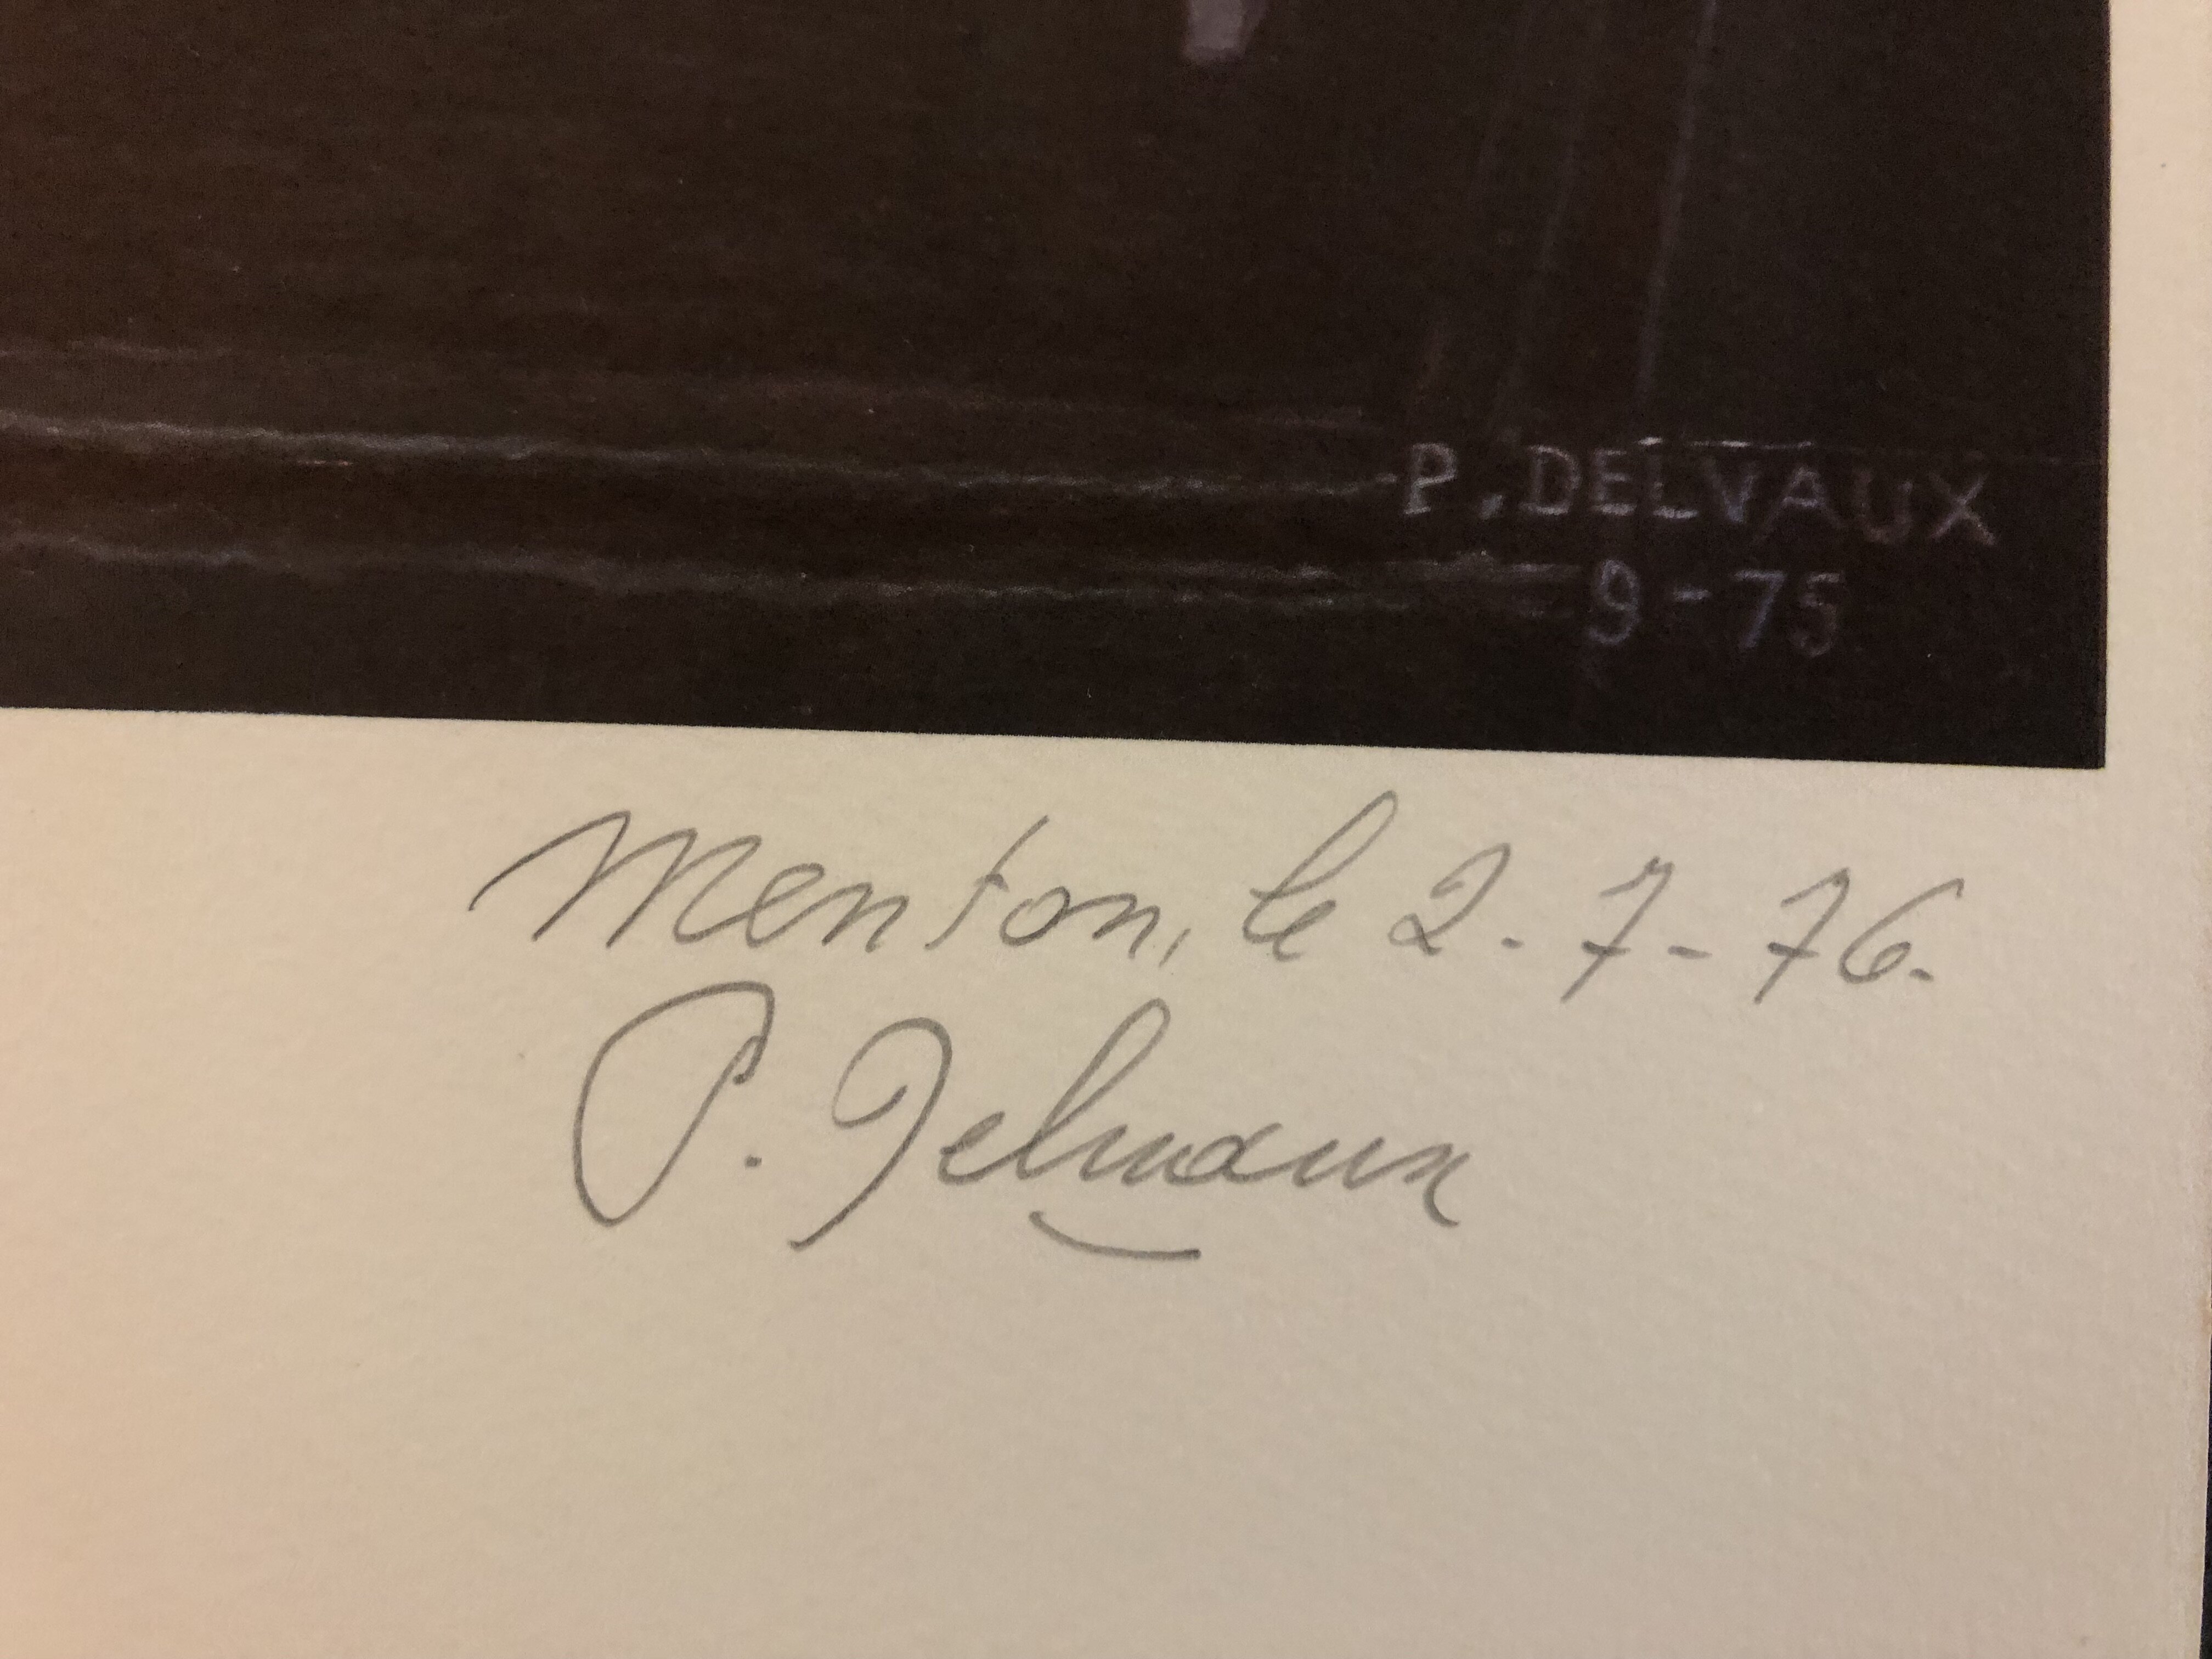 P. DELVAUX
9-75
Menton, le 2-7-76.
P. Delvaux